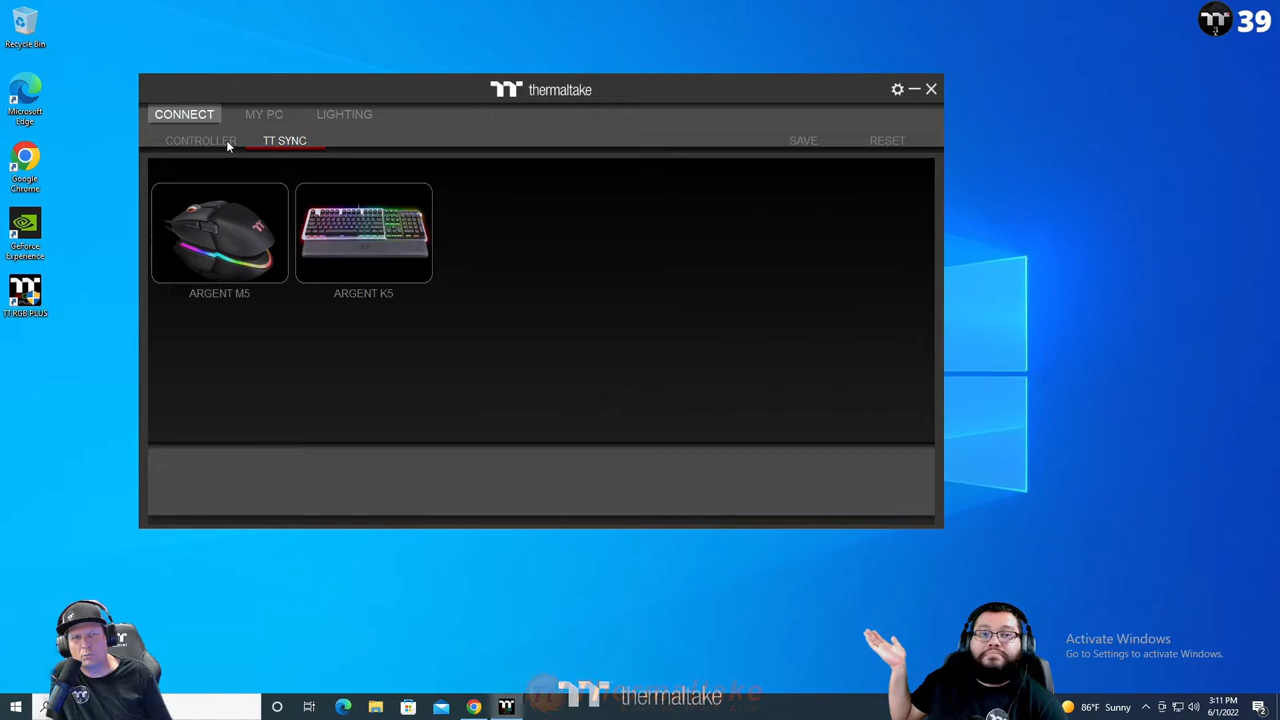 39
Recycle Bin
Microsoft
Edge
Google
Chrome
GeForce
Experience
TT RGB PLUS
thermaltake
CONNECT
MY PC
LIGHTING
CONTROLLER
TT SYNC
SAVE
RESET
ARGENT M5
ARGENT K5
Activate Windows
Go to Settings to activate Windows.
thermaltake
86°F Sunny
3:11 PM
6/1/2022